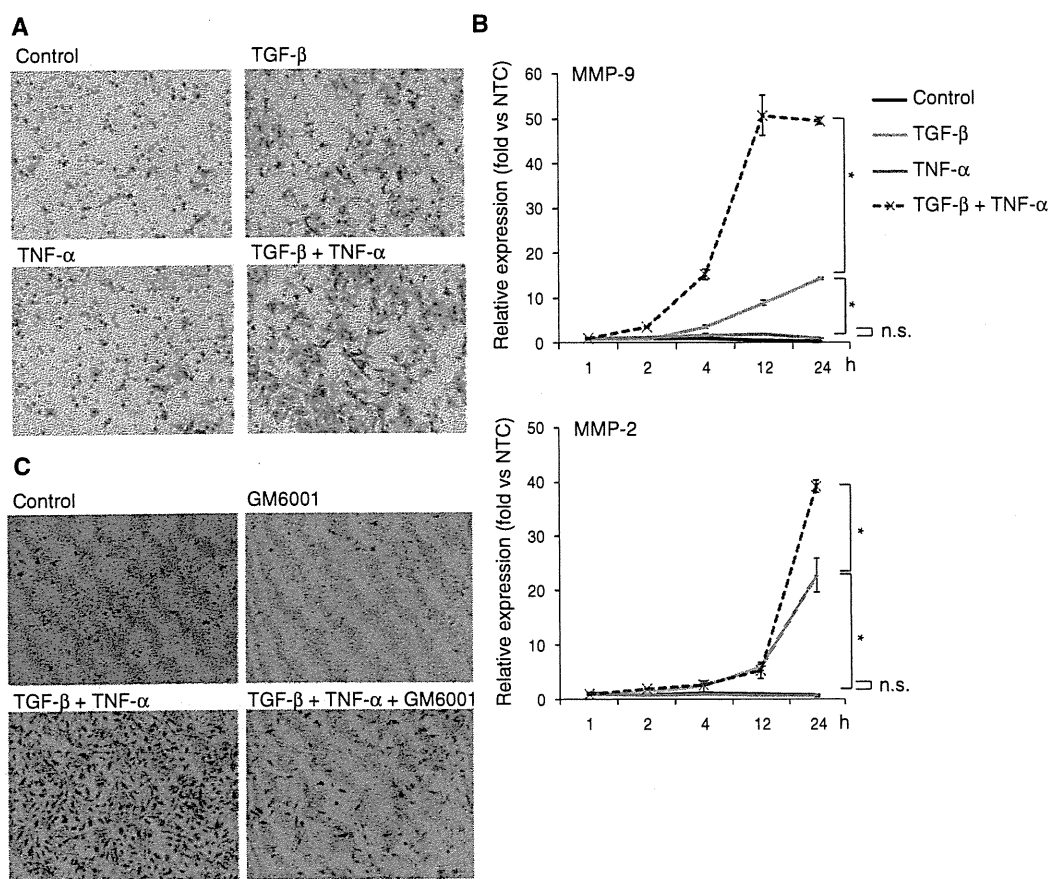 A
Control
TGF-β
TNF-α
TGF-β + TNF-α
B
MMP-9
Relative expression (fold vs NTC)
60
50
40
30
20
10
0
1 2 4 12 24 h
*
*
n.s.
Control
TGF-β
TNF-α
TGF-β + TNF-α
MMP-2
Relative expression (fold vs NTC)
50
40
30
20
10
0
1 2 4 12 24 h
*
*
n.s.
C
Control
GM6001
TGF-β + TNF-α
TGF-β + TNF-α + GM6001